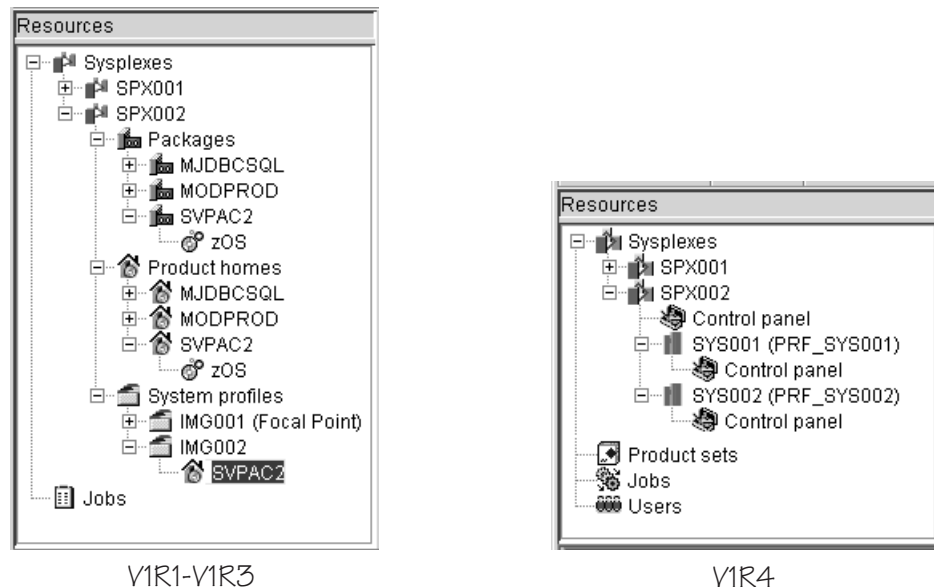 Resources
Sysplexes
SPX001
SPX002
Packages
MJDBCSQL
MODPROD
SVPAC2
zOS
Product homes
MJDBCSQL
MODPROD
SVPAC2
zOS
System profiles
IMG001 (Focal Point)
IMG002
SVPAC2
Jobs
V1R1-V1R3
Resources
Sysplexes
SPX001
SPX002
Control panel
SYS001 (PRF_SYS001)
Control panel
SYS002 (PRF_SYS002)
Control panel
Product sets
Jobs
Users
V1R4